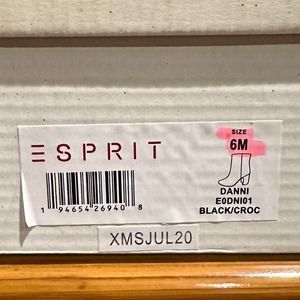 ESPRIT
SIZE
6M
DANNI
E0DNI01
BLACK/CROC
1 94654 26940 8
XMSJUL20